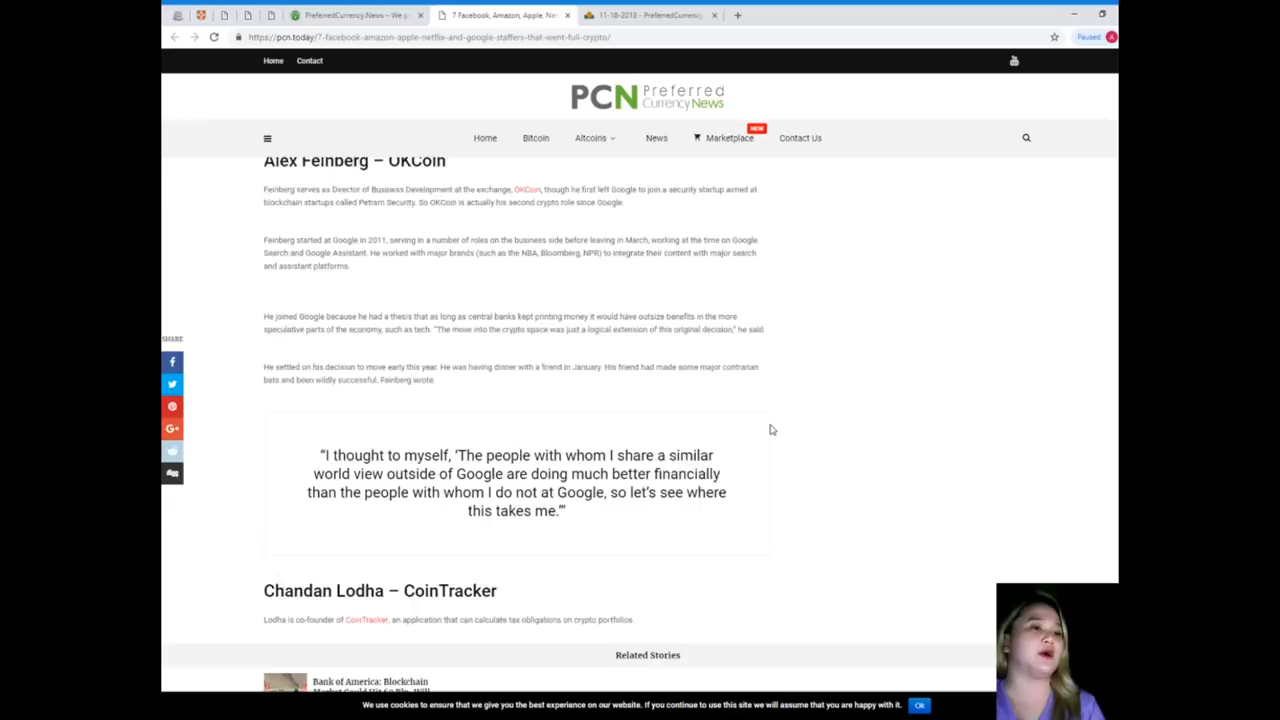 PreferredCurrency.News – We p
7 Facebook, Amazon, Apple, Ne
11-18-2018 - PreferredCurrency
https://pcn.today/7-facebook-amazon-apple-netflix-and-google-staffers-that-went-full-crypto/
Paused
A
Home Contact
PCN Preferred Currency News
Home Bitcoin Altcoins News Marketplace NEW Contact Us
Alex Feinberg – OKCoin
Feinberg serves as Director of Business Development at the exchange, OKCoin, though he first left Google to join a security startup aimed at
blockchain startups called Petram Security. So OKCoin is actually his second crypto role since Google.
Feinberg started at Google in 2011, serving in a number of roles on the business side before leaving in March, working at the time on Google
Search and Google Assistant. He worked with major brands (such as the NBA, Bloomberg, NPR) to integrate their content with major search
and assistant platforms.
He joined Google because he had a thesis that as long as central banks kept printing money it would have outsize benefits in the more
speculative parts of the economy, such as tech. "The move into the crypto space was just a logical extension of this original decision," he said
SHARE
He settled on his decision to move early this year. He was having dinner with a friend in January. His friend had made some major contrarian
bets and been wildly successful. Feinberg wrote:
“I thought to myself, ‘The people with whom I share a similar
world view outside of Google are doing much better financially
than the people with whom I do not at Google, so let’s see where
this takes me.’”
Chandan Lodha – CoinTracker
Lodha is co-founder of CoinTracker, an application that can calculate tax obligations on crypto portfolios.
Related Stories
Bank of America: Blockchain
Market Could Hit $7 Bln, Will
We use cookies to ensure that we give you the best experience on our website. If you continue to use this site we will assume that you are happy with it.
Ok